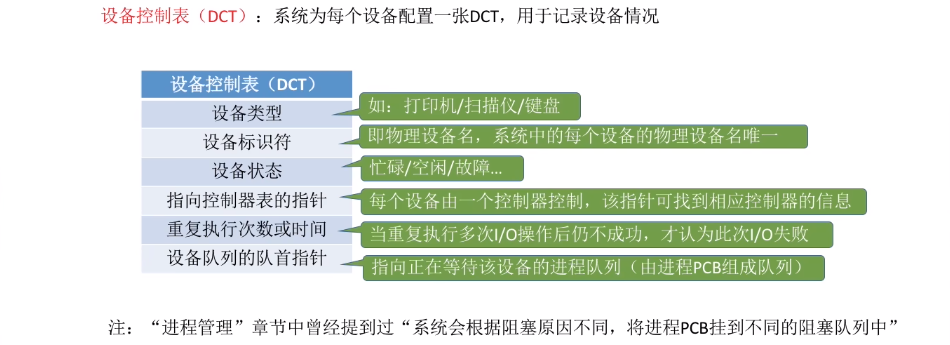 设备控制表（DCT）：系统为每个设备配置一张DCT，用于记录设备情况
设备控制表（DCT）
设备类型
如：打印机/扫描仪/键盘
设备标识符
即物理设备名，系统中的每个设备的物理设备名唯一
设备状态
忙碌/空闲/故障...
指向控制器表的指针
每个设备由一个控制器控制，该指针可找到相应控制器的信息
重复执行次数或时间
当重复执行多次I/O操作后仍不成功，才认为此次I/O失败
设备队列的队首指针
指向正在等待该设备的进程队列（由进程PCB组成队列）
注：“进程管理”章节中曾经提到过“系统会根据阻塞原因不同，将进程PCB挂到不同的阻塞队列中”